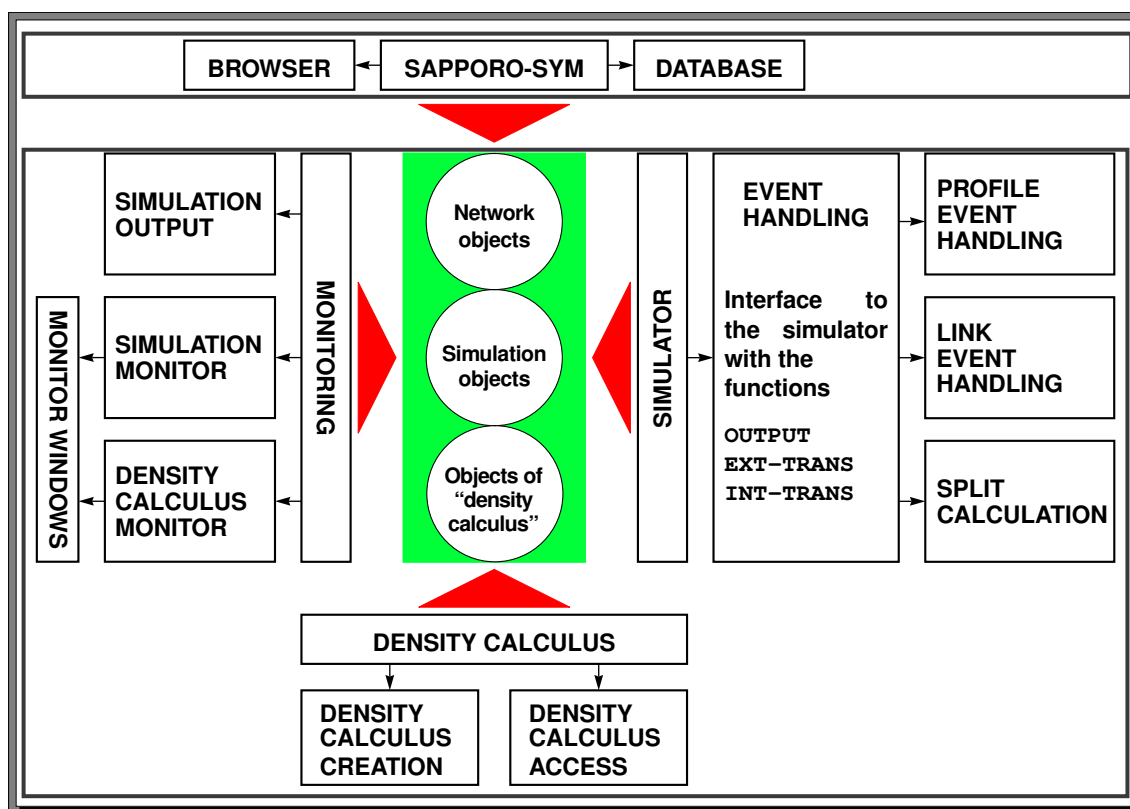 BROWSER
SAPPORO-SYM
DATABASE
SIMULATION
OUTPUT
SIMULATION
MONITOR
DENSITY
CALCULUS
MONITOR
MONITOR WINDOWS
MONITORING
Network
objects
Simulation
objects
Objects of
“density
calculus”
SIMULATOR
EVENT
HANDLING
Interface to
the simulator
with the
functions
OUTPUT
EXT−TRANS
INT−TRANS
PROFILE
EVENT
HANDLING
LINK
EVENT
HANDLING
SPLIT
CALCULATION
DENSITY CALCULUS
DENSITY
CALCULUS
CREATION
DENSITY
CALCULUS
ACCESS